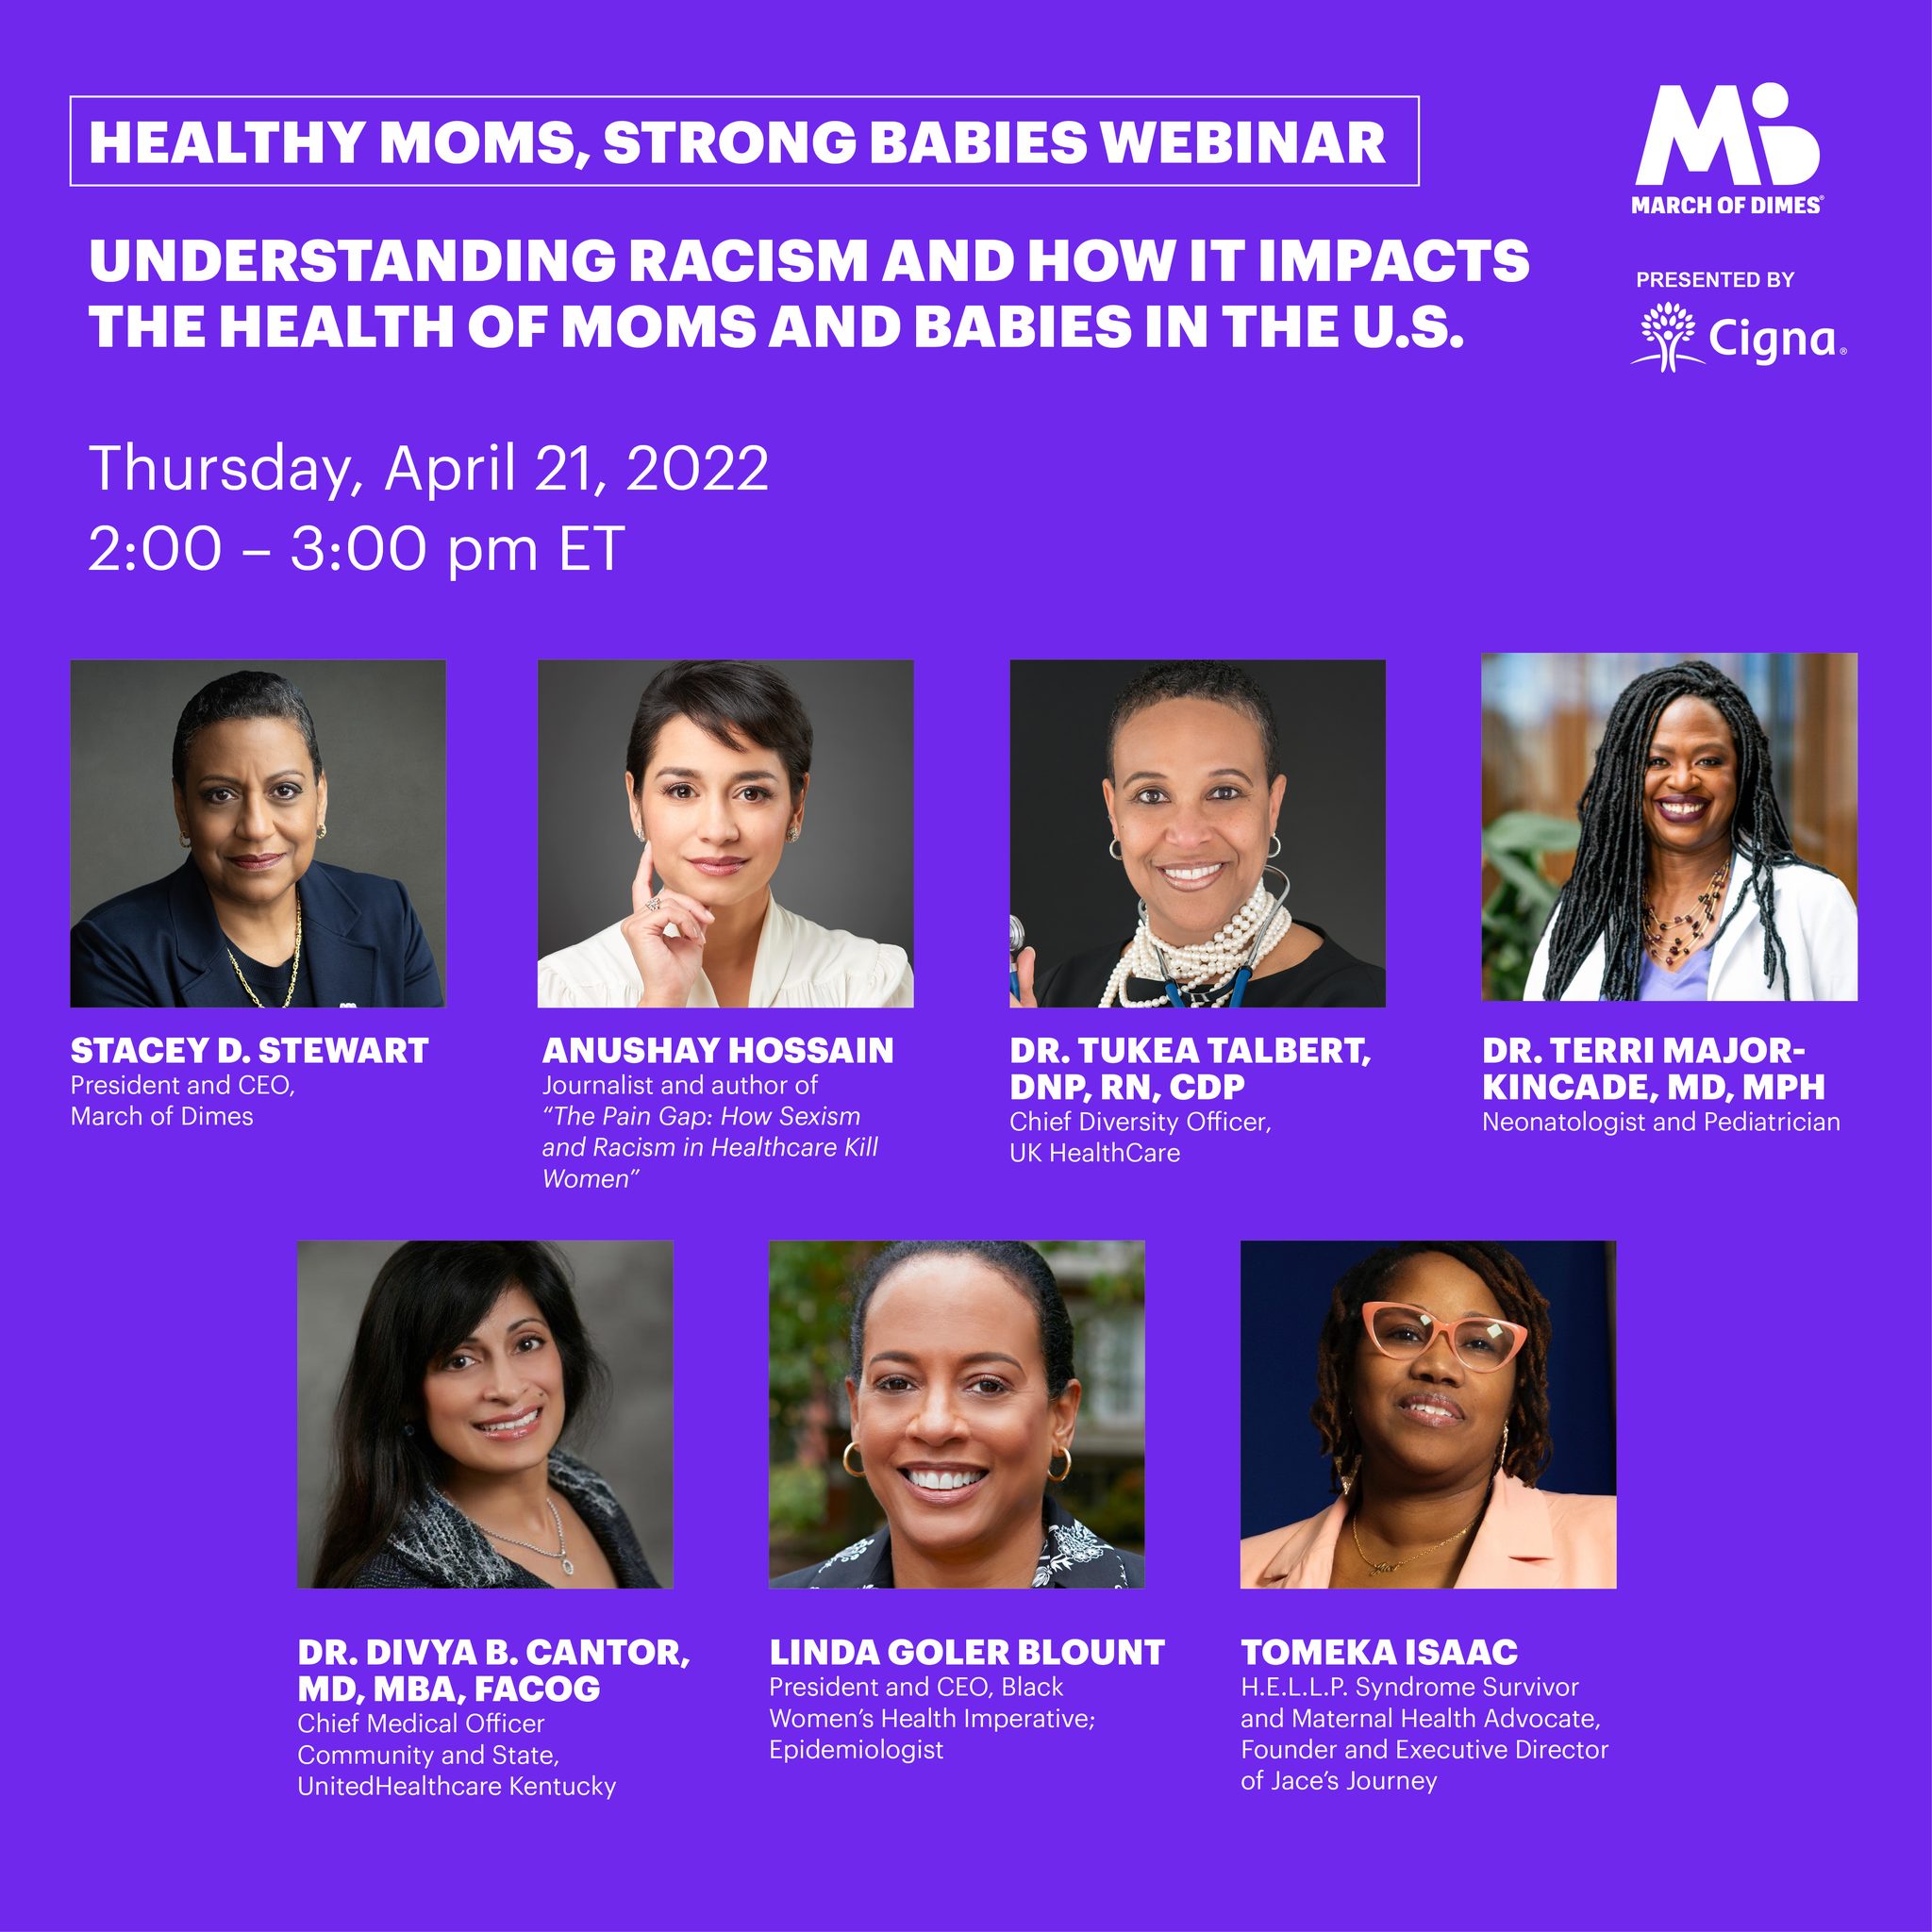 HEALTHY MOMS, STRONG BABIES WEBINAR
MARCH OF DIMES®
UNDERSTANDING RACISM AND HOW IT IMPACTS
THE HEALTH OF MOMS AND BABIES IN THE U.S.
PRESENTED BY
Cigna®
Thursday, April 21, 2022
2:00 – 3:00 pm ET
STACEY D. STEWART
President and CEO,
March of Dimes
ANUSHAY HOSSAIN
Journalist and author of
“The Pain Gap: How Sexism
and Racism in Healthcare Kill
Women”
DR. TUKEA TALBERT,
DNP, RN, CDP
Chief Diversity Officer,
UK HealthCare
DR. TERRI MAJOR-
KINCADE, MD, MPH
Neonatologist and Pediatrician
DR. DIVYA B. CANTOR,
MD, MBA, FACOG
Chief Medical Officer
Community and State,
UnitedHealthcare Kentucky
LINDA GOLER BLOUNT
President and CEO, Black
Women’s Health Imperative;
Epidemiologist
TOMEKA ISAAC
H.E.L.L.P. Syndrome Survivor
and Maternal Health Advocate,
Founder and Executive Director
of Jace’s Journey